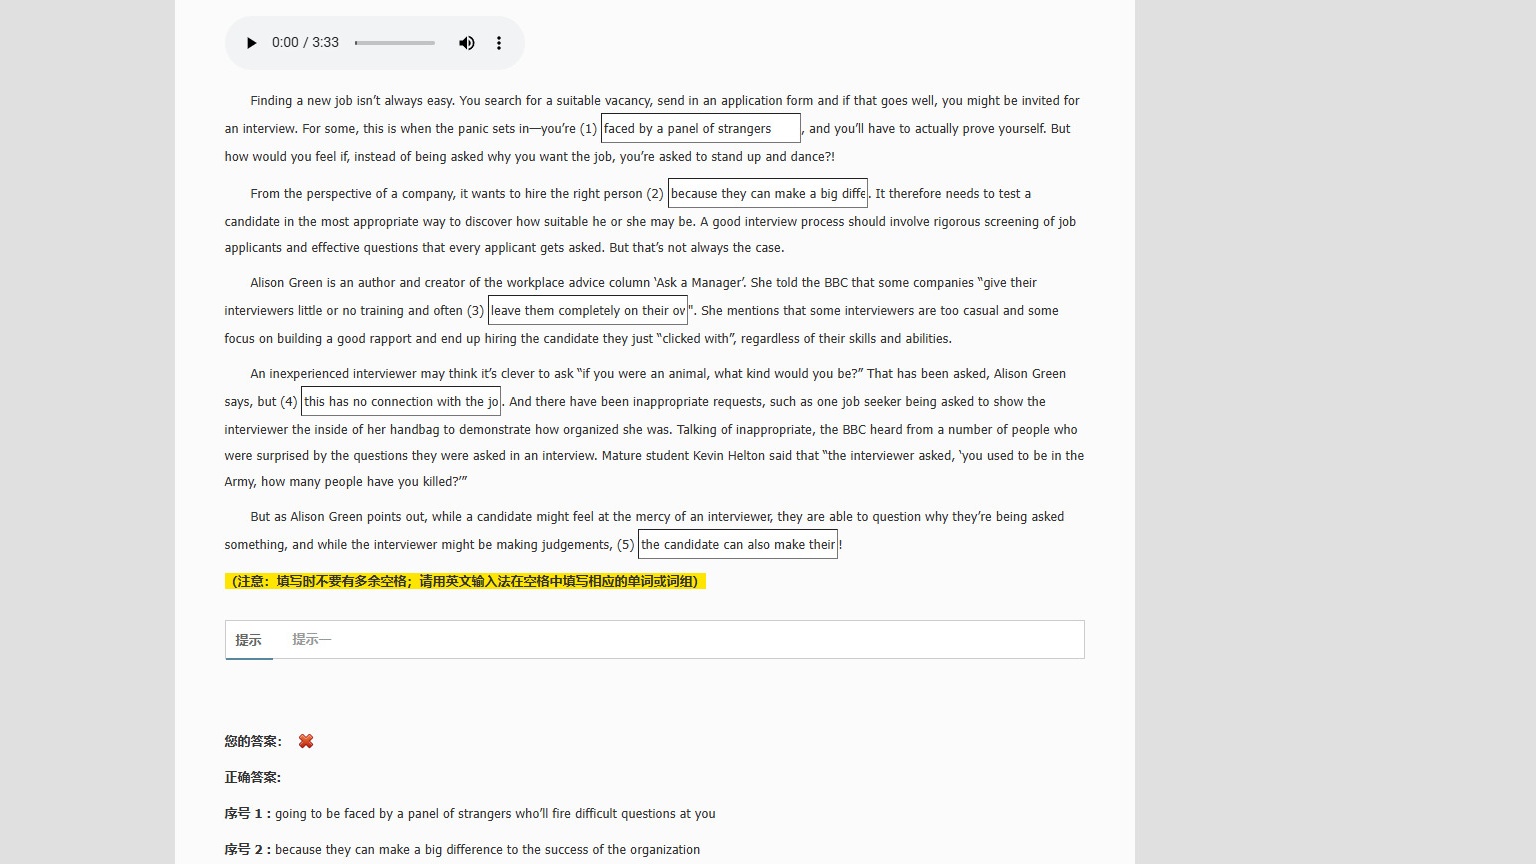 0:00 / 3:33
Finding a new job isn’t always easy. You search for a suitable vacancy, send in an application form and if that goes well, you might be invited for
an interview. For some, this is when the panic sets in—you’re (1) faced by a panel of strangers , and you’ll have to actually prove yourself. But
how would you feel if, instead of being asked why you want the job, you’re asked to stand up and dance?!
From the perspective of a company, it wants to hire the right person (2) because they can make a big diffe. It therefore needs to test a
candidate in the most appropriate way to discover how suitable he or she may be. A good interview process should involve rigorous screening of job
applicants and effective questions that every applicant gets asked. But that’s not always the case.
Alison Green is an author and creator of the workplace advice column ‘Ask a Manager’. She told the BBC that some companies “give their
interviewers little or no training and often (3) leave them completely on their ov". She mentions that some interviewers are too casual and some
focus on building a good rapport and end up hiring the candidate they just “clicked with”, regardless of their skills and abilities.
An inexperienced interviewer may think it’s clever to ask “if you were an animal, what kind would you be?” That has been asked, Alison Green
says, but (4) this has no connection with the jo. And there have been inappropriate requests, such as one job seeker being asked to show the
interviewer the inside of her handbag to demonstrate how organized she was. Talking of inappropriate, the BBC heard from a number of people who
were surprised by the questions they were asked in an interview. Mature student Kevin Helton said that “the interviewer asked, ‘you used to be in the
Army, how many people have you killed?’”
But as Alison Green points out, while a candidate might feel at the mercy of an interviewer, they are able to question why they’re being asked
something, and while the interviewer might be making judgements, (5) the candidate can also make their!
（注意：填写时不要有多余空格；请用英文输入法在空格中填写相应的单词或词组）
提示 提示一
您的答案：
正确答案:
序号 1 : going to be faced by a panel of strangers who’ll fire difficult questions at you
序号 2 : because they can make a big difference to the success of the organization